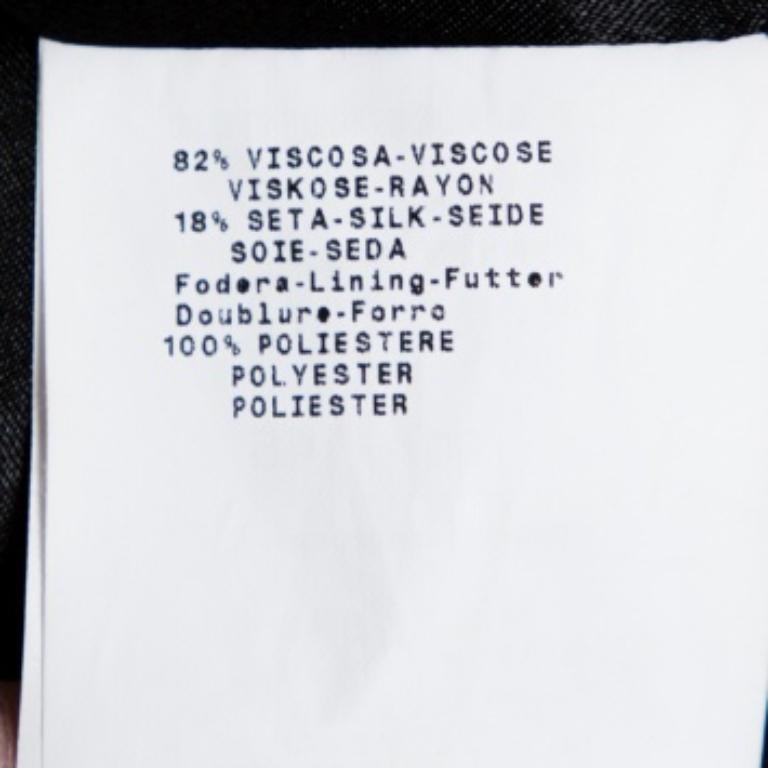 82% VISCOSA-VISCOSE
VISKOSE-RAYON
18% SETA-SILK-SEIDE
SOIE-SEDA
Fodera-Lining-Futter
Doublure-Forro
100% POLIESTERE
POLYESTER
POLIESTER